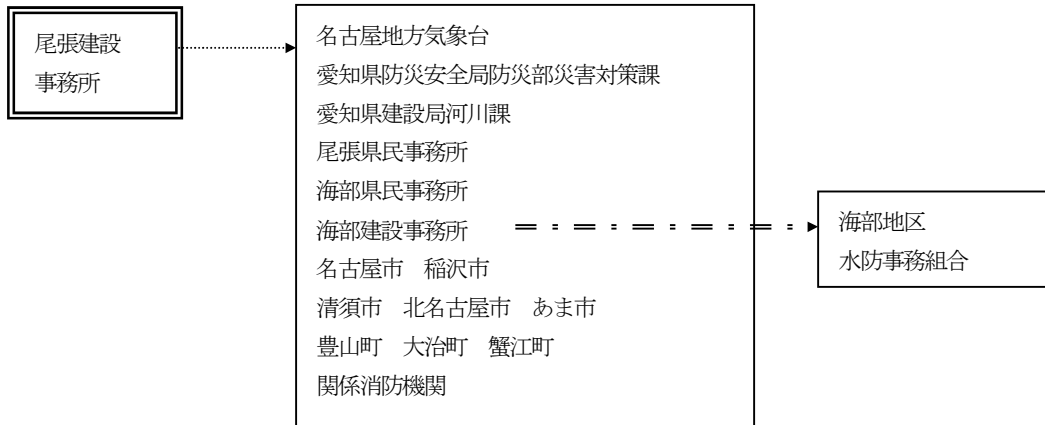 尾張建設
事務所
名古屋地方気象台
愛知県防災安全局防災部災害対策課
愛知県建設局河川課
尾張県民事務所
海部県民事務所
海部建設事務所
名古屋市　稲沢市
清須市　北名古屋市　あま市
豊山町　大治町　蟹江町
関係消防機関
海部地区
水防事務組合